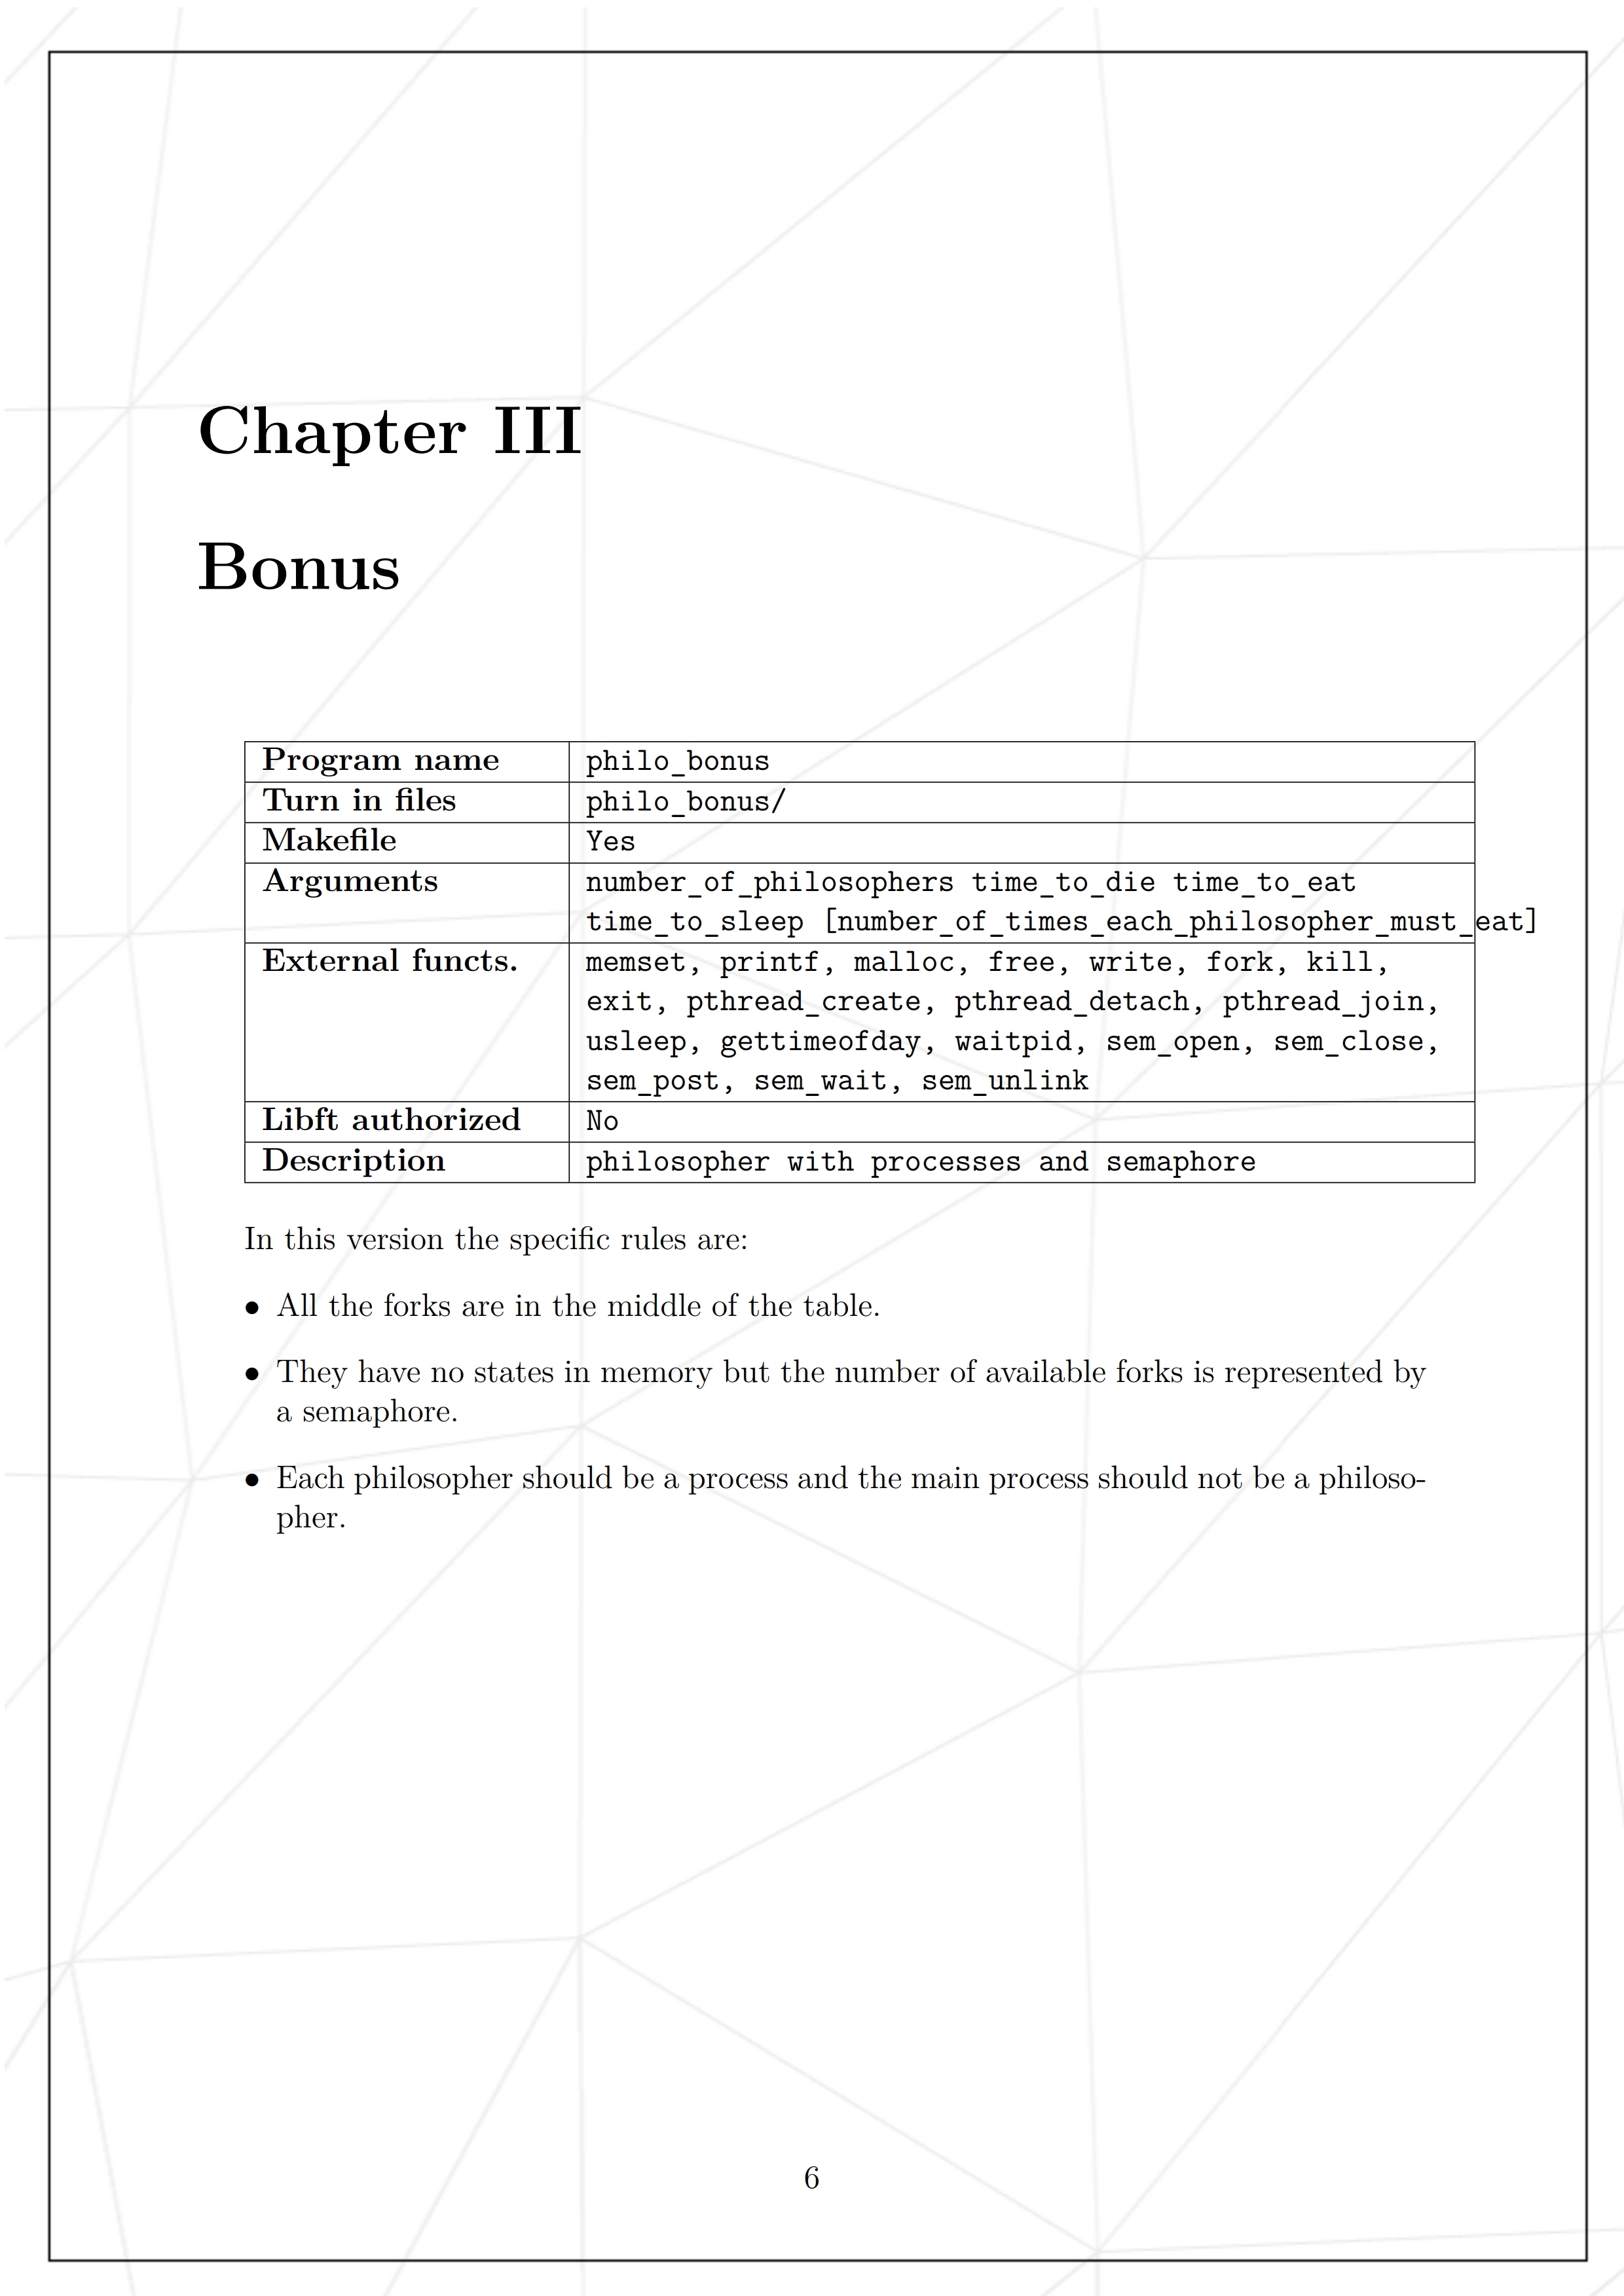 Chapter III
Bonus
Program name philo_bonus
Turn in files philo_bonus/
Makefile Yes
Arguments number_of_philosophers time_to_die time_to_eat
time_to_sleep [number_of_times_each_philosopher_must_eat]
External functs. memset, printf, malloc, free, write, fork, kill,
exit, pthread_create, pthread_detach, pthread_join,
usleep, gettimeofday, waitpid, sem_open, sem_close,
sem_post, sem_wait, sem_unlink
Libft authorized No
Description philosopher with processes and semaphore
In this version the specific rules are:
• All the forks are in the middle of the table.
• They have no states in memory but the number of available forks is represented by
a semaphore.
• Each philosopher should be a process and the main process should not be a philoso-
pher.
6